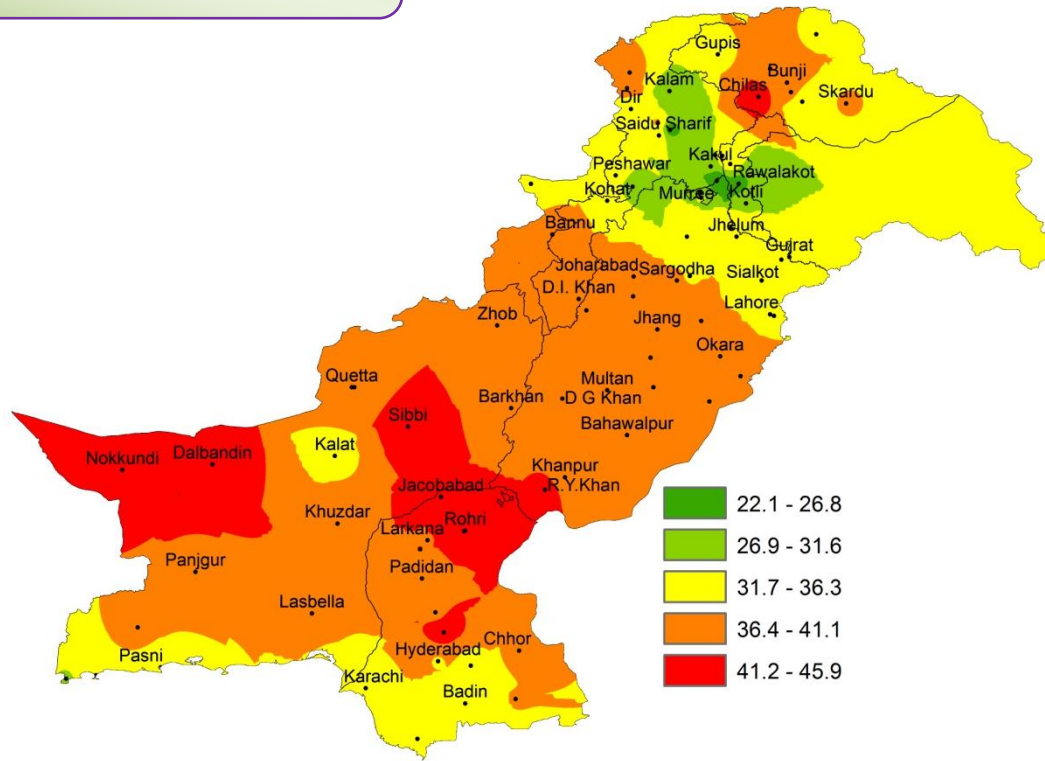 Gupis
Kalam
Chilas
Bunji
Skardu
Dir
Saidu Sharif
Kakul
Peshawar
Rawalakot
Kohat
Murree
Kotli
Bannu
Jhelum
Gujrat
Joharabad
Sargodha
Sialkot
D.I. Khan
Lahore
Zhob
Jhang
Okara
Quetta
Multan
Barkhan
D G Khan
Sibbi
Bahawalpur
Kalat
Nokkundi
Dalbandin
Khanpur
Jacobabad
R.Y.Khan
Khuzdar
Rohri
Larkana
Panjgur
Padidan
Lasbella
Chhor
Hyderabad
Pasni
Karachi
Badin
22.1 - 26.8
26.9 - 31.6
31.7 - 36.3
36.4 - 41.1
41.2 - 45.9